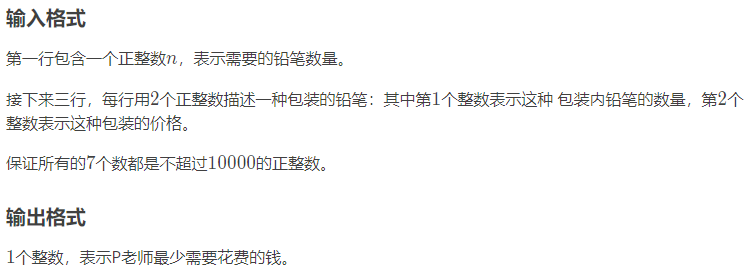 输入格式
第一行包含一个正整数n，表示需要的铅笔数量。
接下来三行，每行用2个正整数描述一种包装的铅笔：其中第1个整数表示这种 包装内铅笔的数量，第2个
整数表示这种包装的价格。
保证所有的7个数都是不超过10000的正整数。
输出格式
1个整数，表示P老师最少需要花费的钱。